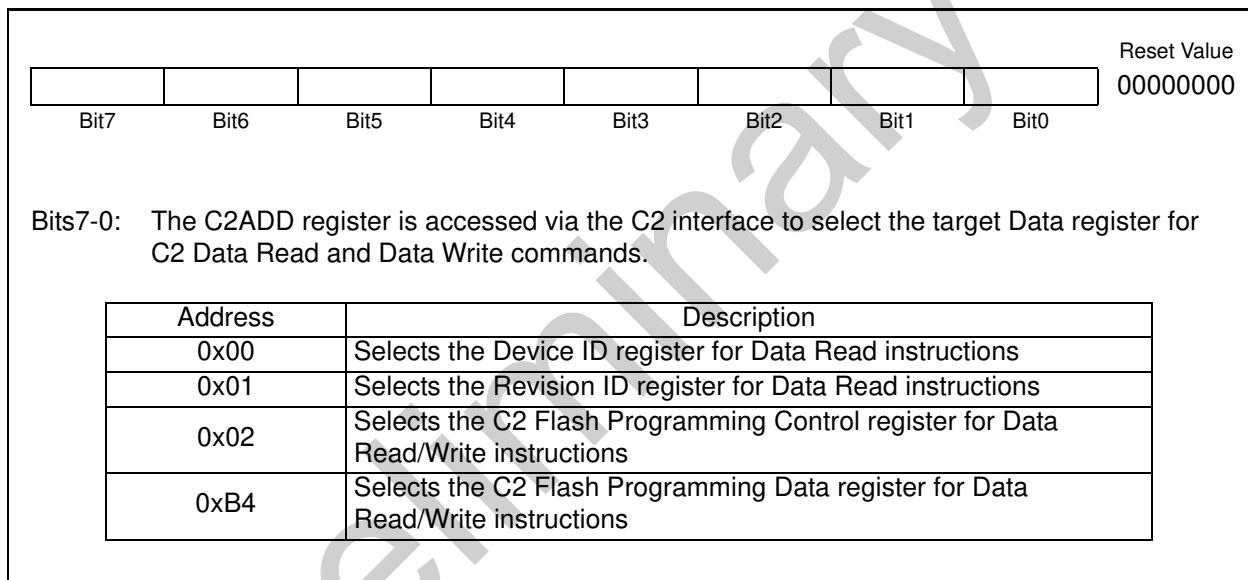 Reset Value
00000000
Bit7 Bit6 Bit5 Bit4 Bit3 Bit2 Bit1 Bit0
Bits7-0: The C2ADD register is accessed via the C2 interface to select the target Data register for
C2 Data Read and Data Write commands.
Address Description
0x00 Selects the Device ID register for Data Read instructions
0x01 Selects the Revision ID register for Data Read instructions
0x02 Selects the C2 Flash Programming Control register for Data
Read/Write instructions
0xB4 Selects the C2 Flash Programming Data register for Data
Read/Write instructions
eliminary